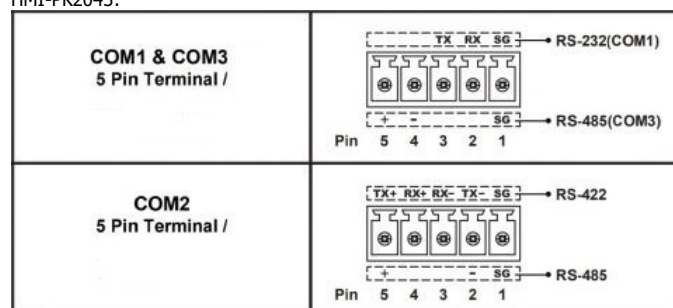 HMI-PK2043:
COM1 & COM3
5 Pin Terminal /
TX RX SG RS-232(COM1)
+ - SG RS-485(COM3)
Pin 5 4 3 2 1
COM2
5 Pin Terminal /
TX+ RX+ RX- TX- SG RS-422
+ - SG RS-485
Pin 5 4 3 2 1